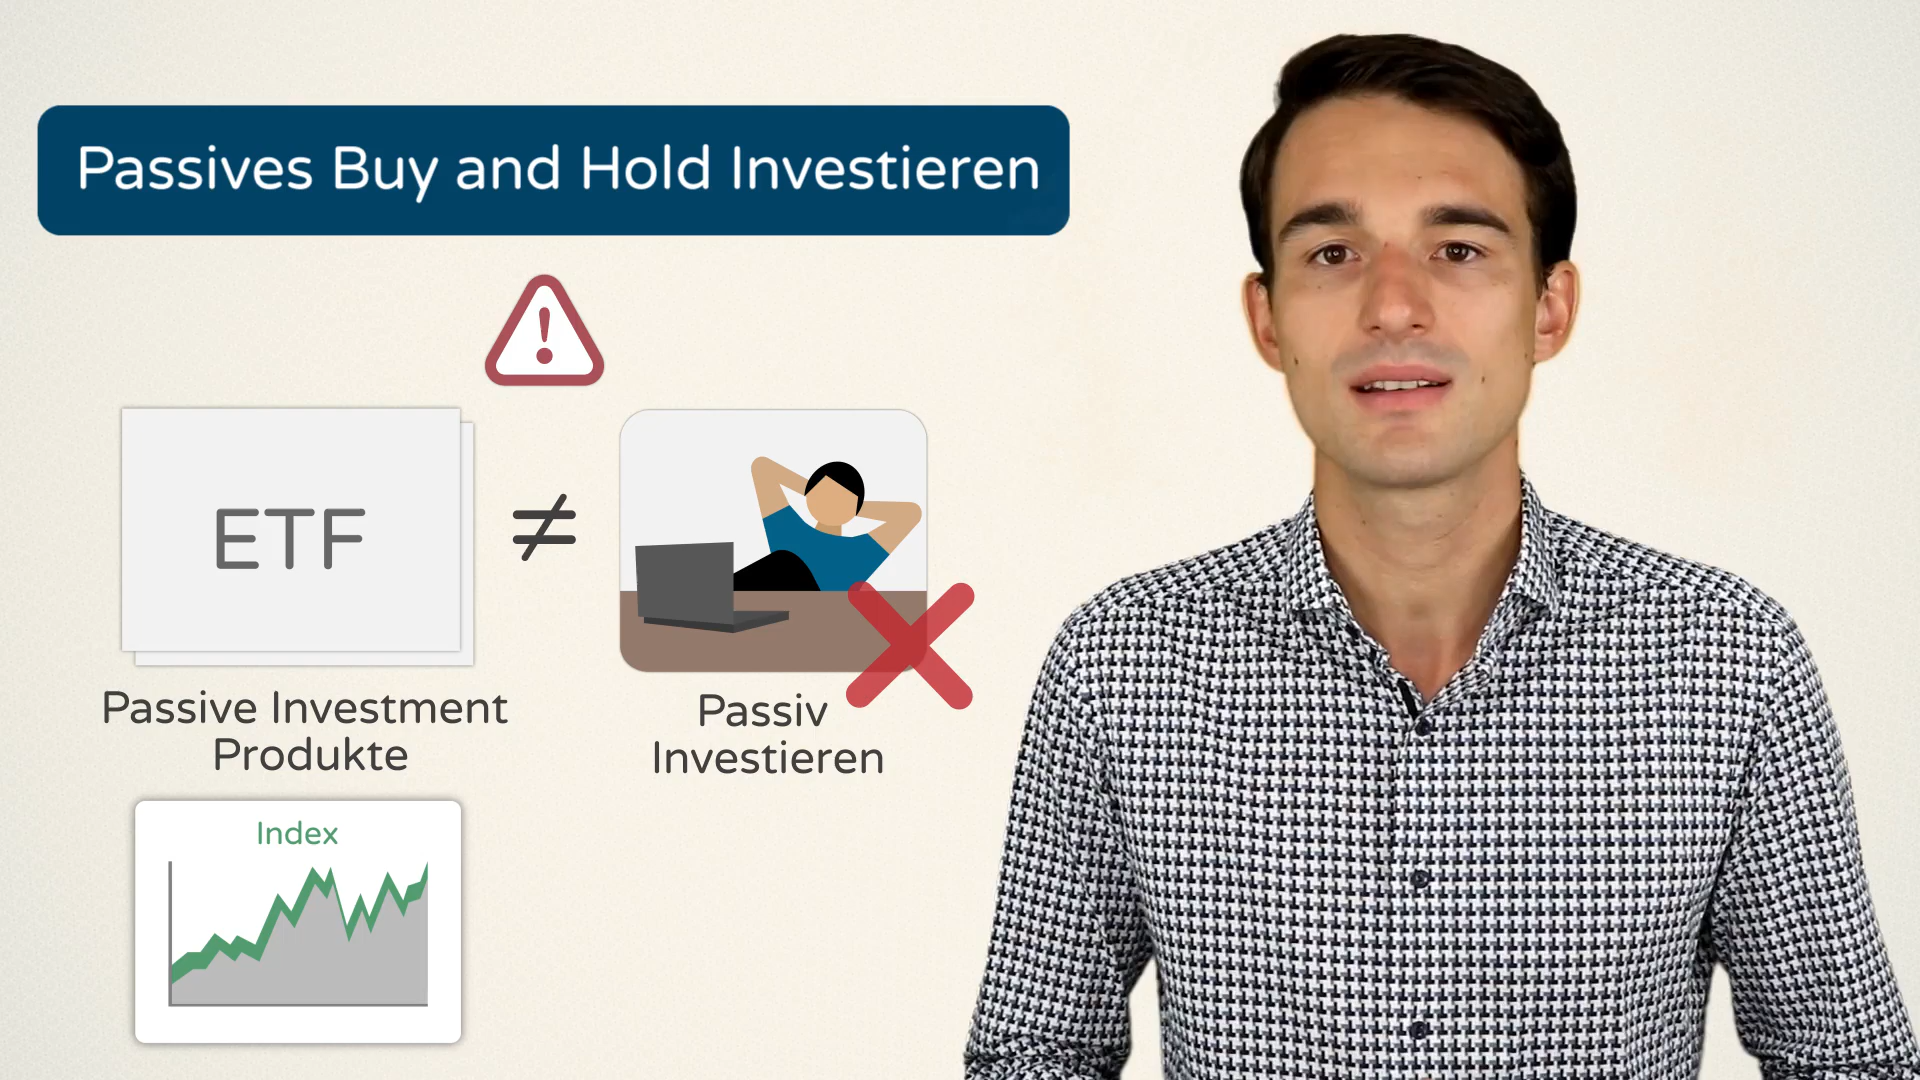 Passives Buy and Hold Investieren
!
ETF
≠
Passive Investment
Produkte
Passiv
Investieren
Index